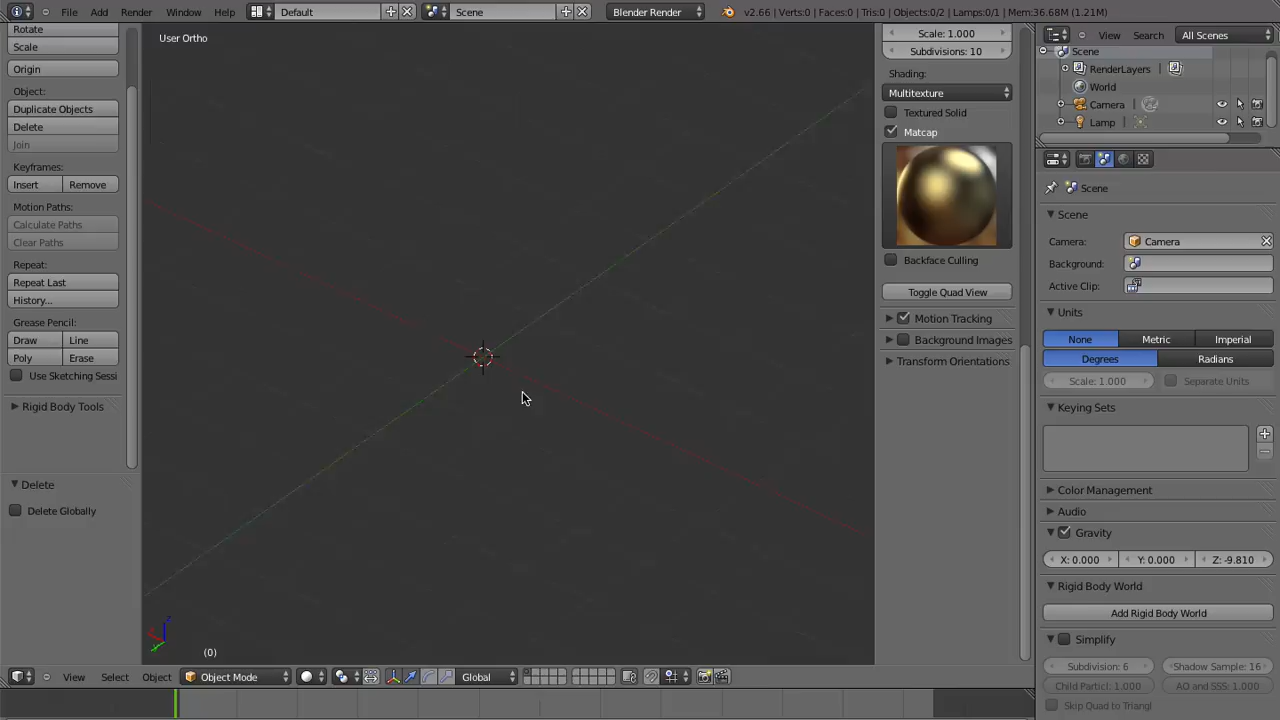 File Add Render Window Help Default Scene Blender Render v2.66 | Verts:0 | Faces:0 | Tris:0 | Objects:0/2 | Lamps:0/1 | Mem:36.68M (1.21M)
Rotate
Scale
Origin
Object:
Duplicate Objects
Delete
Join
Keyframes:
Insert Remove
Motion Paths:
Calculate Paths
Clear Paths
Repeat:
Repeat Last
History...
Grease Pencil:
Draw Line
Poly Erase
Use Sketching Sessi
Rigid Body Tools
Delete
Delete Globally
User Ortho
(0)
View Select Object Object Mode Global
Scale: 1.000
Subdivisions: 10
Shading:
Multitexture
Textured Solid
Matcap
Backface Culling
Toggle Quad View
Motion Tracking
Background Images
Transform Orientations
View Search All Scenes
Scene
RenderLayers
World
Camera
Lamp
Scene
Scene
Camera: Camera
Background:
Active Clip:
Units
None Metric Imperial
Degrees Radians
Scale: 1.000 Separate Units
Keying Sets
Color Management
Audio
Gravity
X: 0.000 Y: 0.000 Z: -9.810
Rigid Body World
Add Rigid Body World
Simplify
Subdivision: 6 Shadow Sample: 16
Child Particl: 1.000 AO and SSS: 1.000
Skip Quad to Triangl